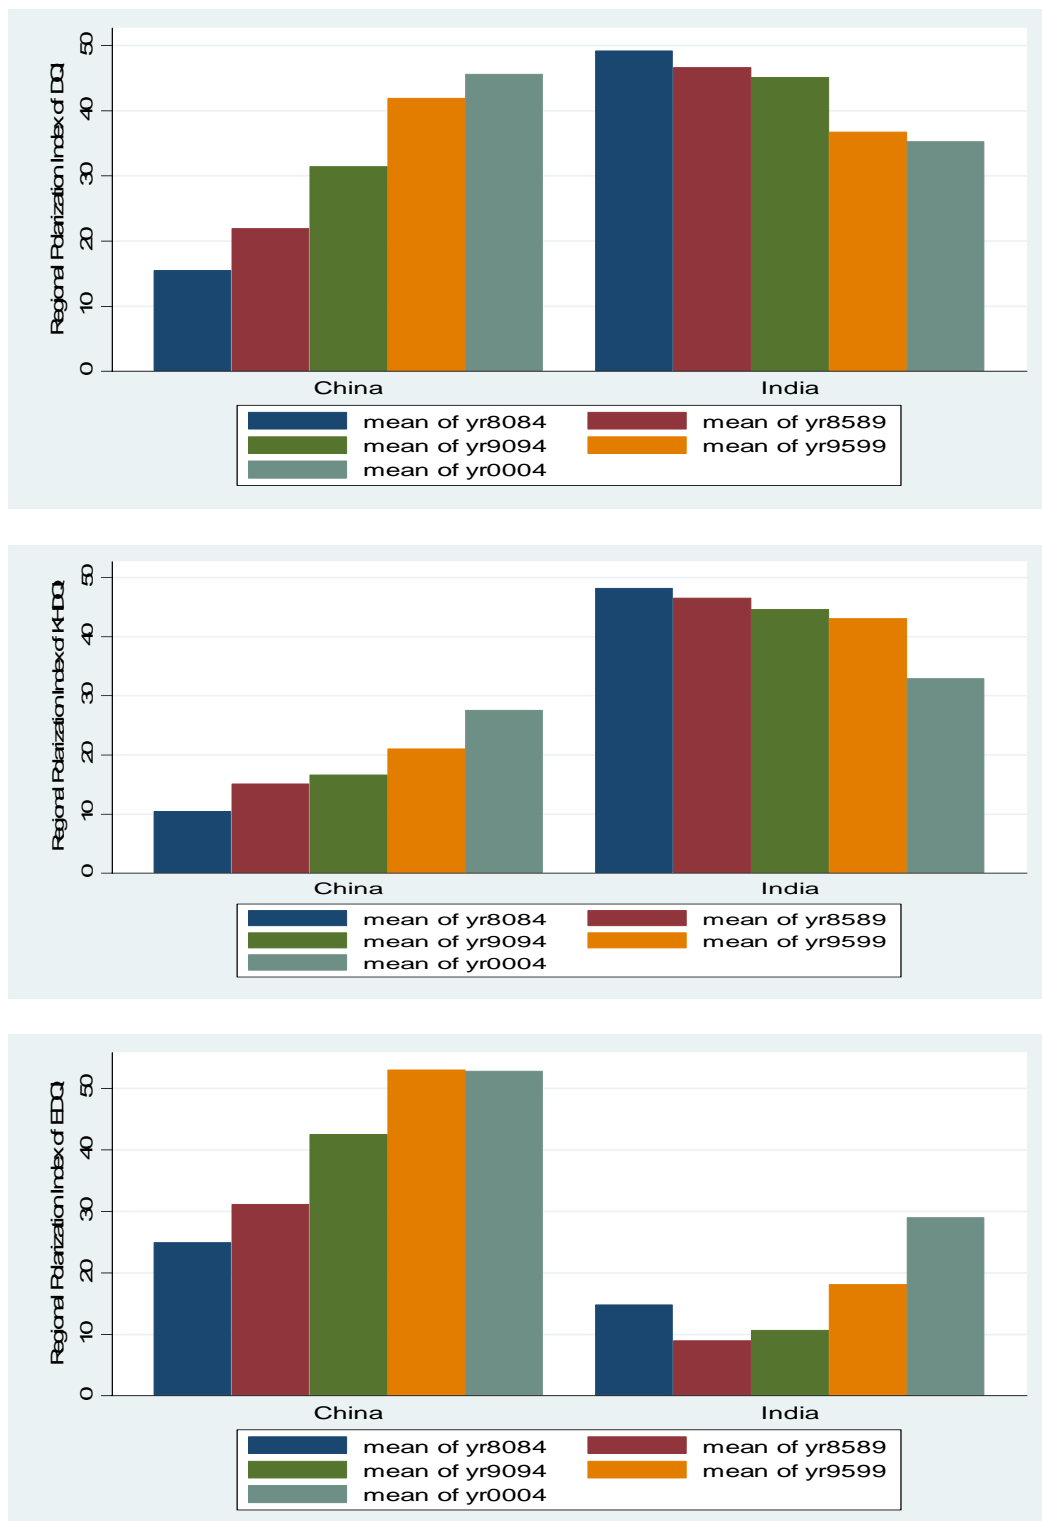 Regional Polarization Index of DQI
50
40
30
20
10
0
China India
mean of yr8084 mean of yr8589
mean of yr9094 mean of yr9599
mean of yr0004
Regional Polarization Index of KHDQI
50
40
30
20
10
0
China India
mean of yr8084 mean of yr8589
mean of yr9094 mean of yr9599
mean of yr0004
Regional Polarization Index of EDQI
50
40
30
20
10
0
China India
mean of yr8084 mean of yr8589
mean of yr9094 mean of yr9599
mean of yr0004